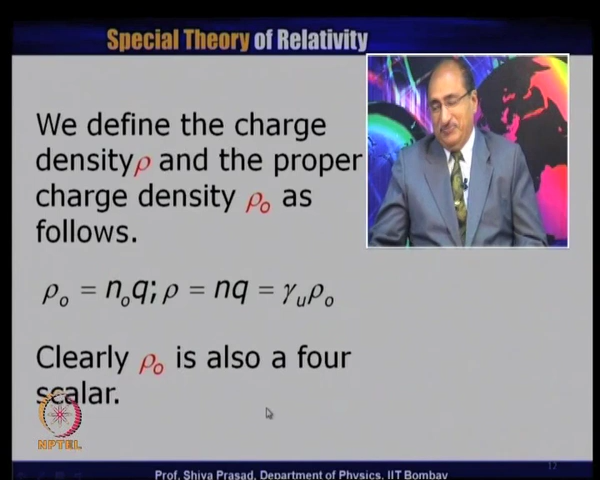 Special Theory of Relativity
We define the charge
density ρ and the proper
charge density ρₒ as
follows.
ρₒ = nₒq; ρ = nq = γᵤρₒ
Clearly ρₒ is also a four
scalar.
NPTEL
12
Prof. Shiva Prasad, Department of Physics, IIT Bombay